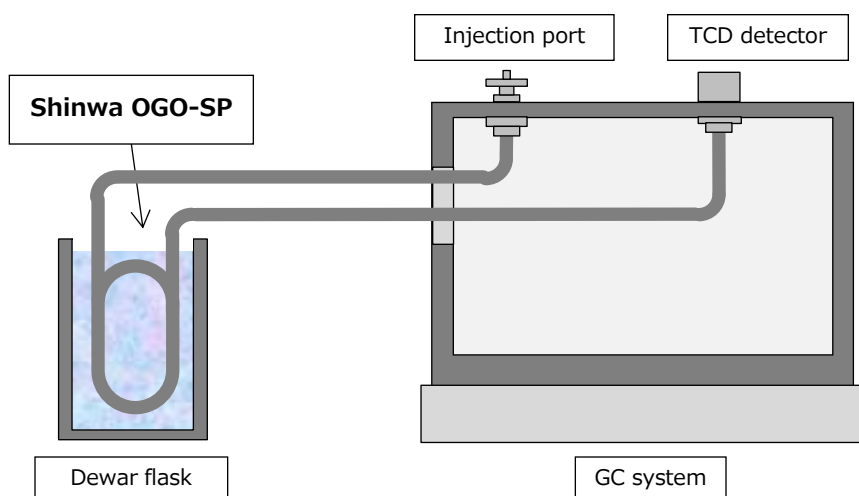 Injection port
TCD detector
Shinwa OGO-SP
Dewar flask
GC system